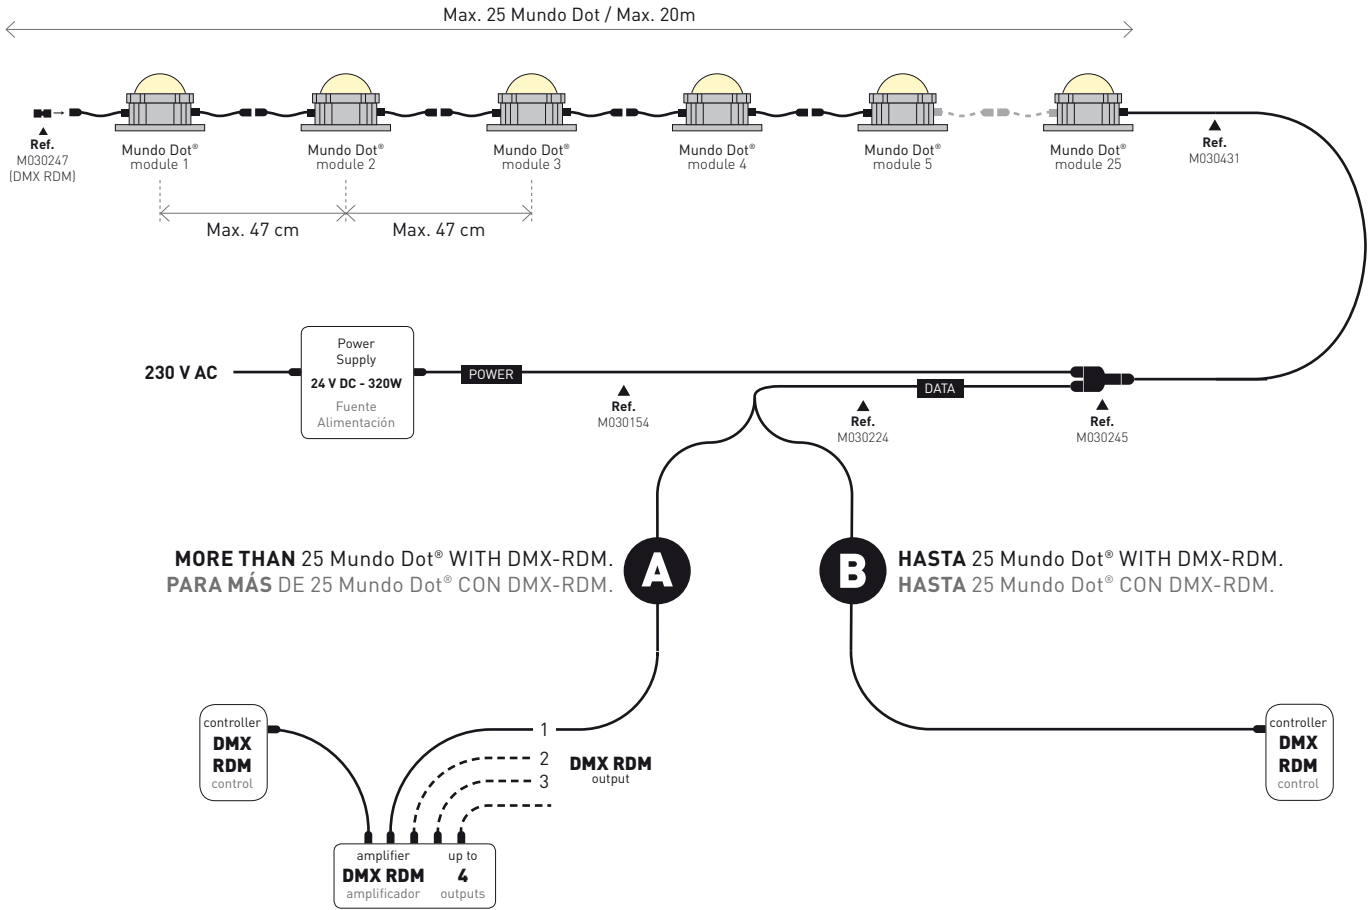 Max. 25 Mundo Dot / Max. 20m
Ref.
M030247
(DMX RDM)
Mundo Dot®
module 1
Mundo Dot®
module 2
Mundo Dot®
module 3
Mundo Dot®
module 4
Mundo Dot®
module 5
Mundo Dot®
module 25
Ref.
M030431
Max. 47 cm
Max. 47 cm
230 V AC
Power
Supply
24 V DC - 320W
Fuente
Alimentación
POWER
DATA
Ref.
M030154
Ref.
M030224
Ref.
M030245
MORE THAN 25 Mundo Dot® WITH DMX-RDM.
PARA MÁS DE 25 Mundo Dot® CON DMX-RDM.
A
B
HASTA 25 Mundo Dot® WITH DMX-RDM.
HASTA 25 Mundo Dot® CON DMX-RDM.
controller
DMX
RDM
control
1
2
3
DMX RDM
output
amplifier
DMX RDM
amplificador
up to
4
outputs
controller
DMX
RDM
control